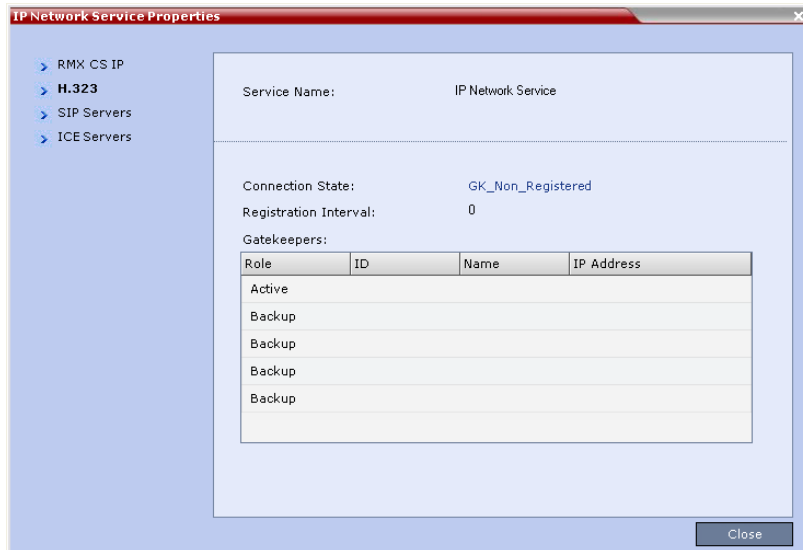 IP Network Service Properties
RMX CS IP
H.323
SIP Servers
ICE Servers
Service Name: IP Network Service
Connection State: GK_Non_Registered
Registration Interval: 0
Gatekeepers:
Role ID Name IP Address
Active
Backup
Backup
Backup
Backup
Close